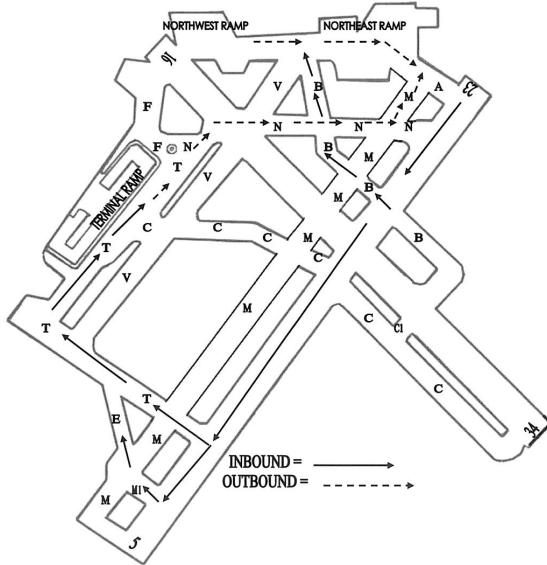 NORTHWEST RAMP NORTHEAST RAMP
16
V B M A 23
F
N N N
F N
T B M
TERMINAL RAMP V B
M
C C C M B
T C
V
M C
C1
T C
T
34
E M
INBOUND =
M1 OUTBOUND =
M
5